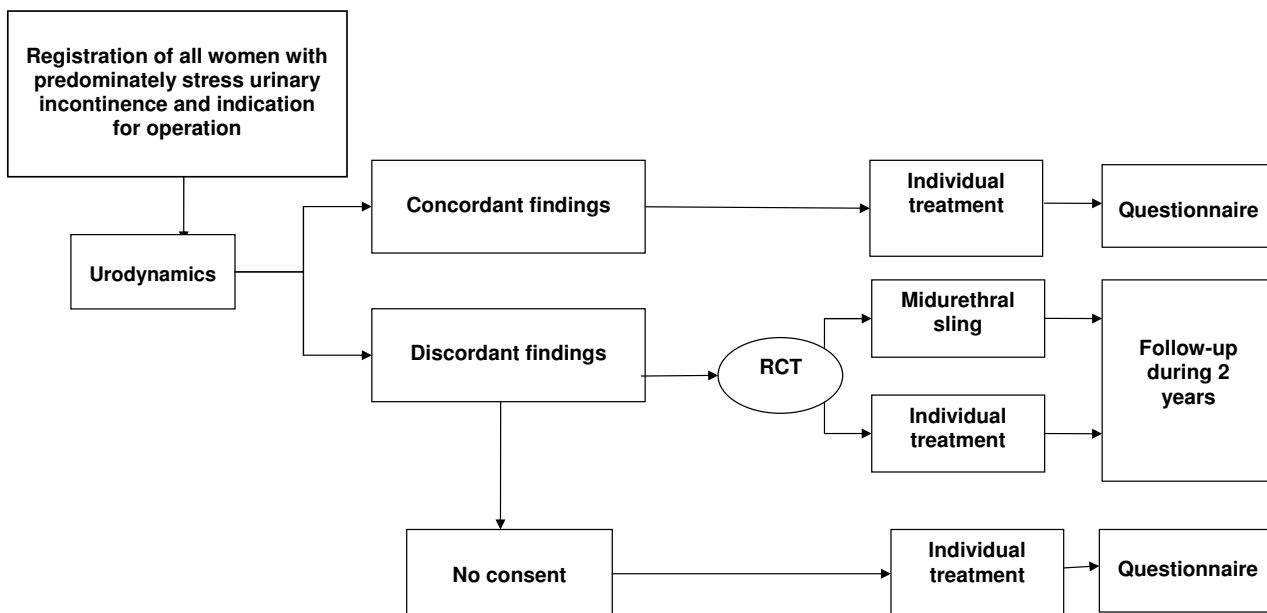 Registration of all women with
predominately stress urinary
incontinence and indication
for operation
Urodynamics
Concordant findings
Individual
treatment
Questionnaire
Discordant findings
RCT
Midurethral
sling
Individual
treatment
Follow-up
during 2
years
No consent
Individual
treatment
Questionnaire